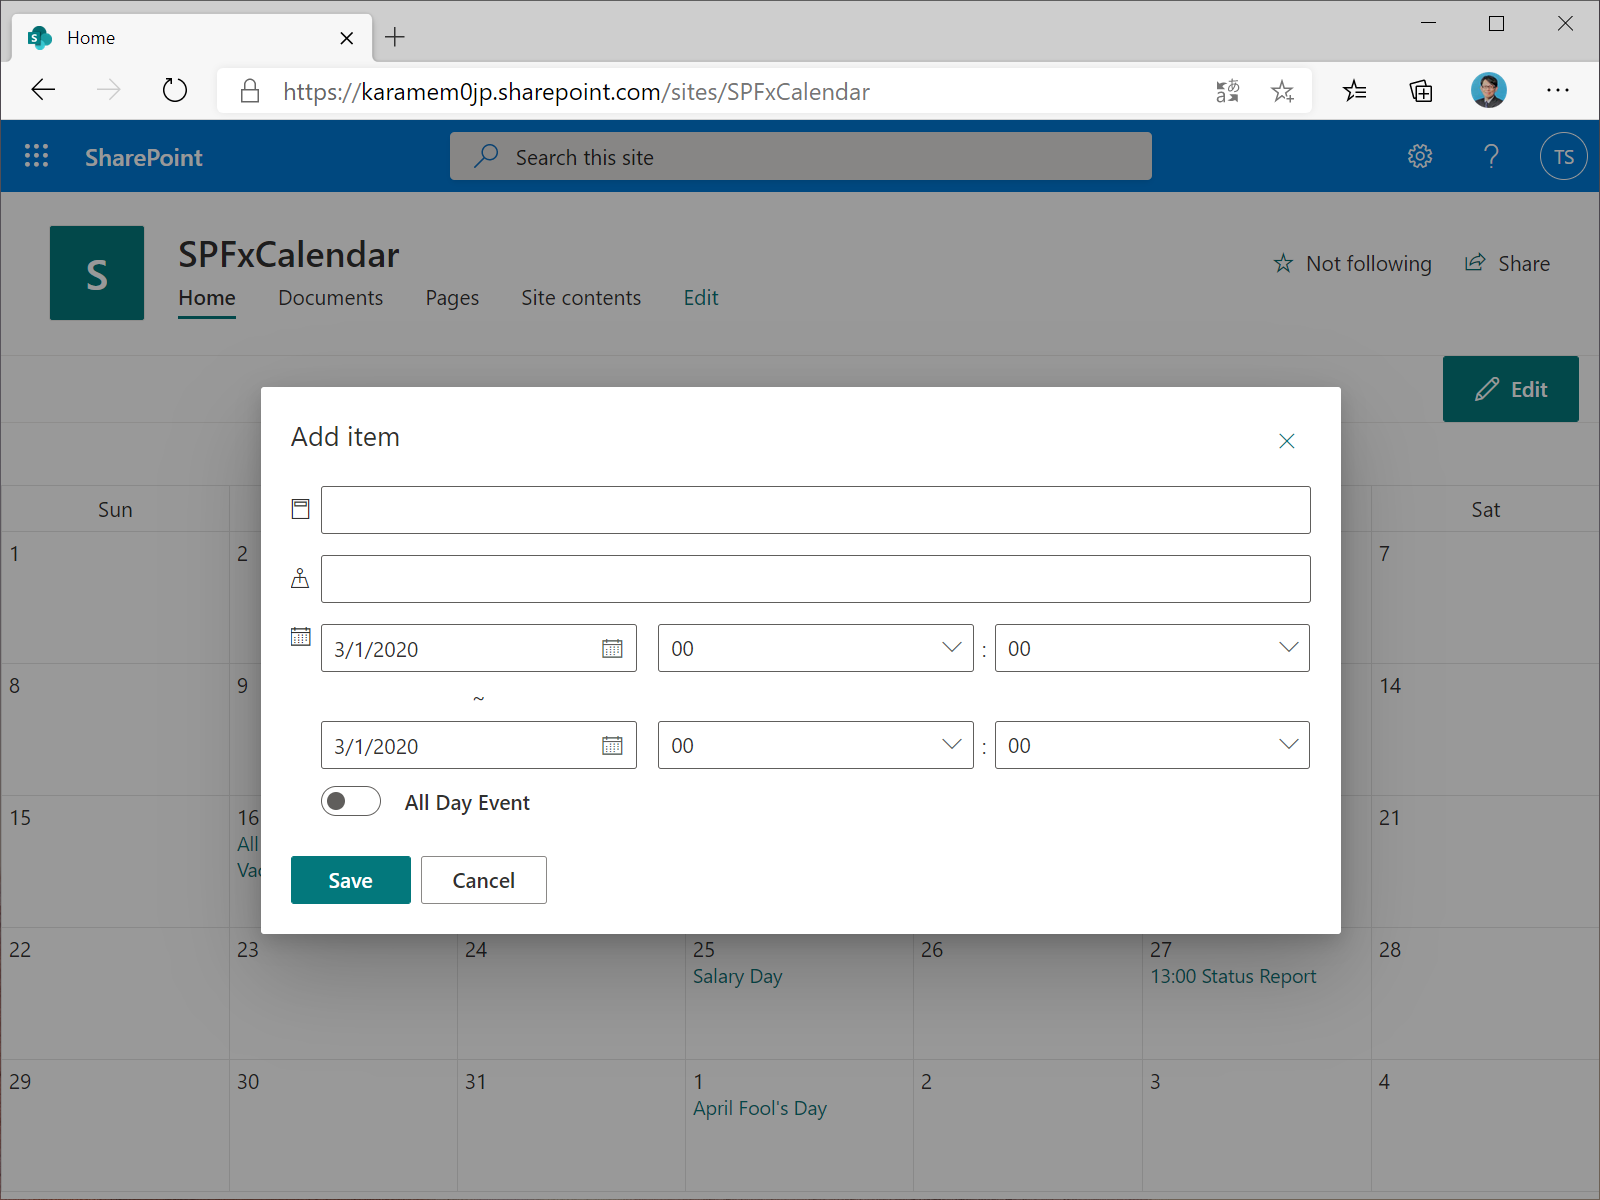 Home
https://karamem0jp.sharepoint.com/sites/SPFxCalendar
SharePoint
Search this site
TS
S
SPFxCalendar
Not following
Share
Home
Documents
Pages
Site contents
Edit
Edit
Add item
Sun
Sat
1
2
7
3/1/2020
00
:
00
8
9
14
~
3/1/2020
00
:
00
All Day Event
15
16
21
All
Save
Cancel
22
23
24
25
26
27
28
Salary Day
13:00 Status Report
29
30
31
1
2
3
4
April Fool's Day